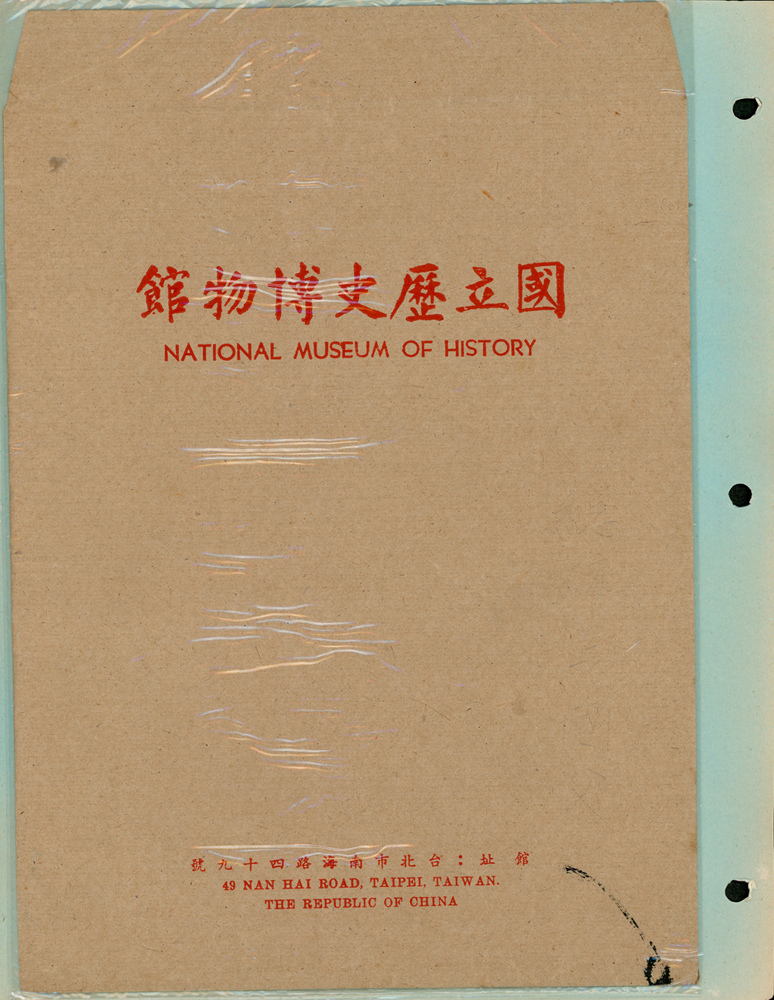 國立歷史博物館
NATIONAL MUSEUM OF HISTORY
館址：台北市南海路四十九號
49 NAN HAI ROAD, TAIPEI, TAIWAN.
THE REPUBLIC OF CHINA